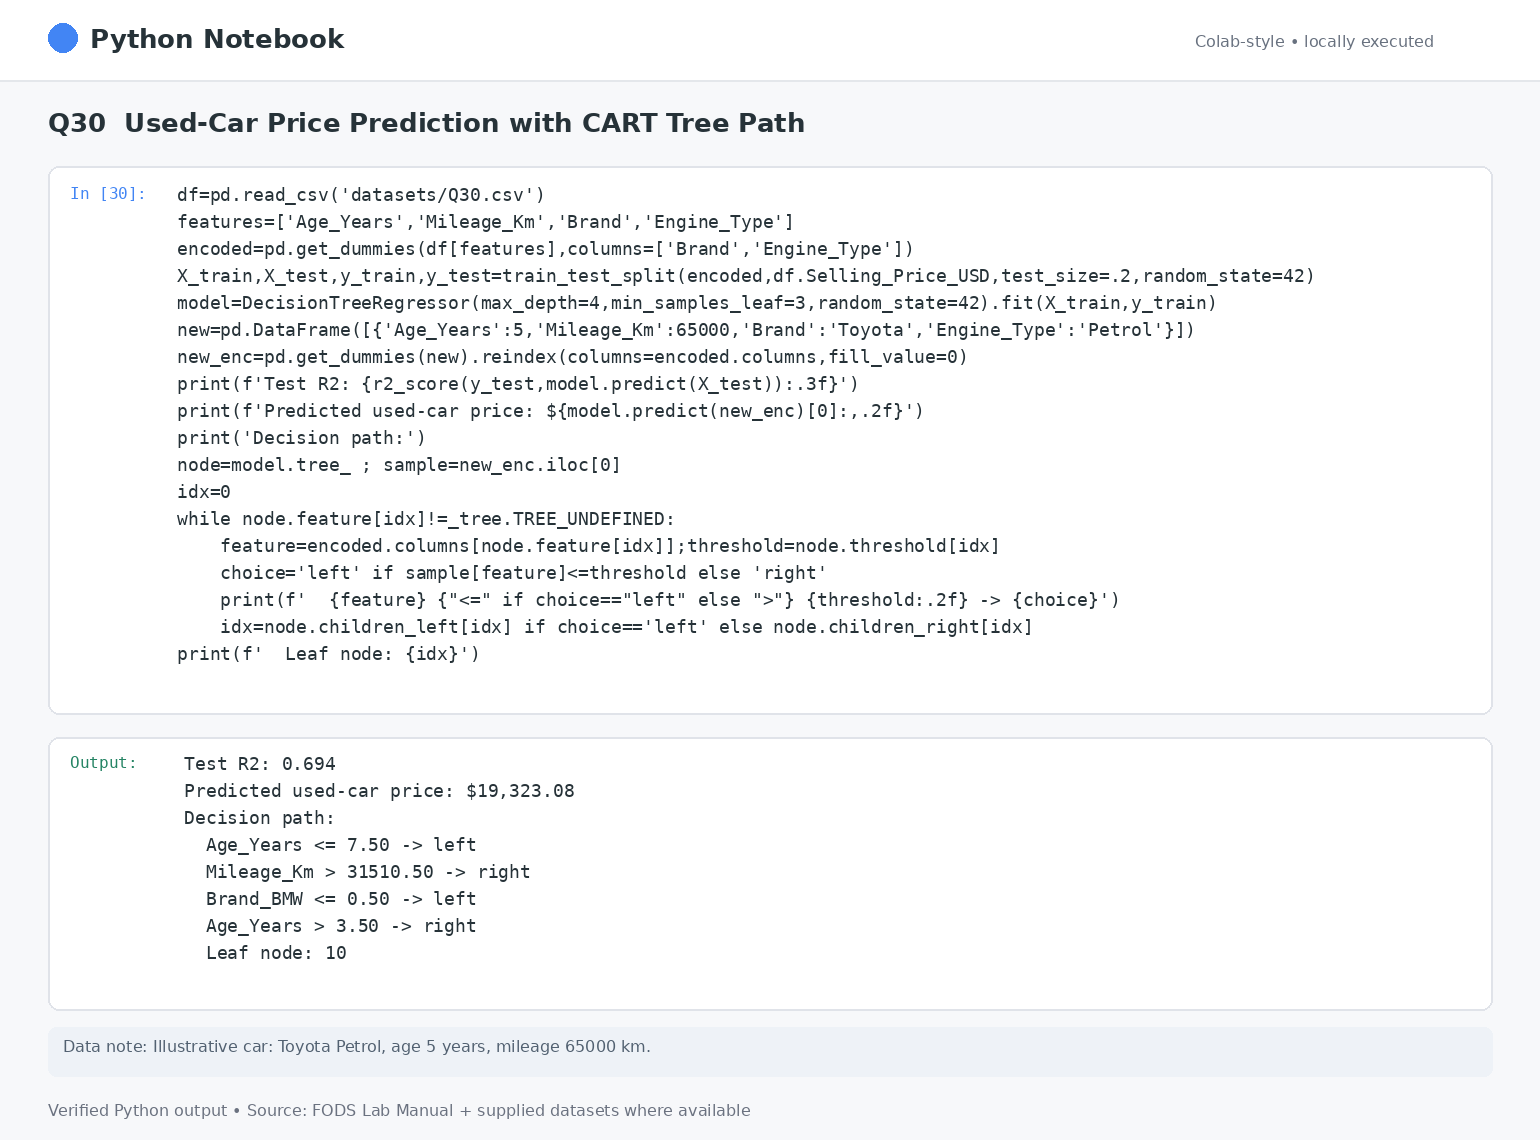 Python Notebook
Colab-style • locally executed
Q30  Used-Car Price Prediction with CART Tree Path
In [30]:
df=pd.read_csv('datasets/Q30.csv')
features=['Age_Years','Mileage_Km','Brand','Engine_Type']
encoded=pd.get_dummies(df[features],columns=['Brand','Engine_Type'])
X_train,X_test,y_train,y_test=train_test_split(encoded,df.Selling_Price_USD,test_size=.2,random_state=42)
model=DecisionTreeRegressor(max_depth=4,min_samples_leaf=3,random_state=42).fit(X_train,y_train)
new=pd.DataFrame([{'Age_Years':5,'Mileage_Km':65000,'Brand':'Toyota','Engine_Type':'Petrol'}])
new_enc=pd.get_dummies(new).reindex(columns=encoded.columns,fill_value=0)
print(f'Test R2: {r2_score(y_test,model.predict(X_test)):.3f}')
print(f'Predicted used-car price: ${model.predict(new_enc)[0]:,.2f}')
print('Decision path:')
node=model.tree_ ; sample=new_enc.iloc[0]
idx=0
while node.feature[idx]!=_tree.TREE_UNDEFINED:
    feature=encoded.columns[node.feature[idx]];threshold=node.threshold[idx]
    choice='left' if sample[feature]<=threshold else 'right'
    print(f'  {feature} {"<=" if choice=="left" else ">"} {threshold:.2f} -> {choice}')
    idx=node.children_left[idx] if choice=='left' else node.children_right[idx]
print(f'  Leaf node: {idx}')
Output:
Test R2: 0.694
Predicted used-car price: $19,323.08
Decision path:
  Age_Years <= 7.50 -> left
  Mileage_Km > 31510.50 -> right
  Brand_BMW <= 0.50 -> left
  Age_Years > 3.50 -> right
  Leaf node: 10
Data note: Illustrative car: Toyota Petrol, age 5 years, mileage 65000 km.
Verified Python output • Source: FODS Lab Manual + supplied datasets where available